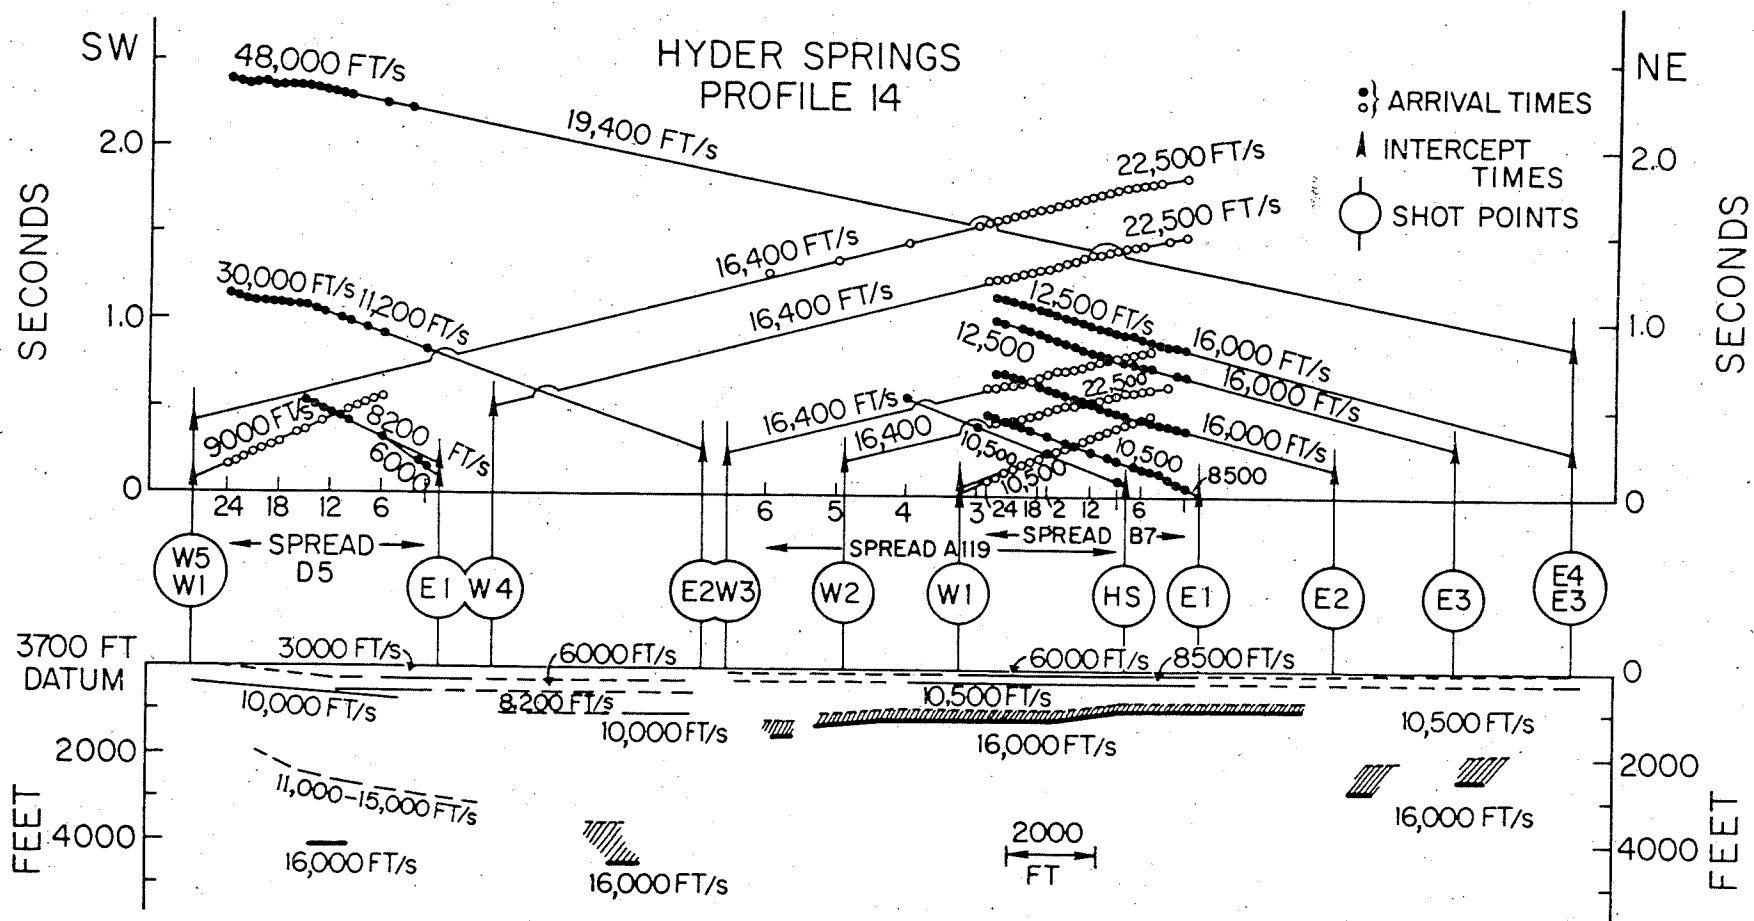 HYDER SPRINGS
PROFILE 14
SW
NE
ARRIVAL TIMES
INTERCEPT
TIMES
SHOT POINTS
SECONDS
2.0
1.0
0
SECONDS
2.0
1.0
0
48,000 FT/s
19,400 FT/s
22,500 FT/s
22,500 FT/s
16,400 FT/s
16,400 FT/s
30,000 FT/s
11,200 FT/s
12,500 FT/s
12,500
16,000 FT/s
16,000 FT/s
22,500
16,400 FT/s
16,400
16,000 FT/s
9000 FT/s
8200 FT/s
6000
10,500
10,500
10,500
8500
24 18 12 6
6 5 4 3 24 18 12 12 6
SPREAD
D5
SPREAD A119
SPREAD B7
W5
W1
E1
W4
E2
W3
W2
W1
HS
E1
E2
E3
E4
E3
3700 FT
DATUM
3000 FT/s
6000 FT/s
6000 FT/s
8500 FT/s
0
10,000 FT/s
8,200 FT/s
10,000 FT/s
10,500 FT/s
16,000 FT/s
10,500 FT/s
2000
2000
11,000-15,000 FT/s
16,000 FT/s
4000
4000
16,000 FT/s
16,000 FT/s
2000
FT
FEET
FEET